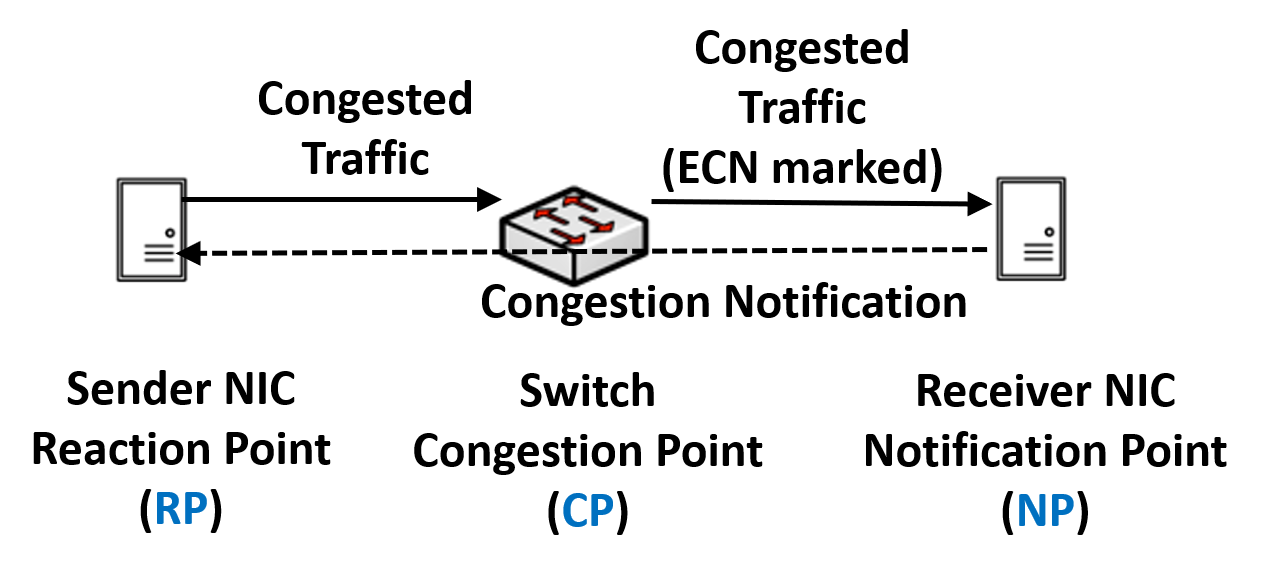 Congested
Traffic
Congested
Traffic
(ECN marked)
Congestion Notification
Sender NIC
Reaction Point
(RP)
Switch
Congestion Point
(CP)
Receiver NIC
Notification Point
(NP)